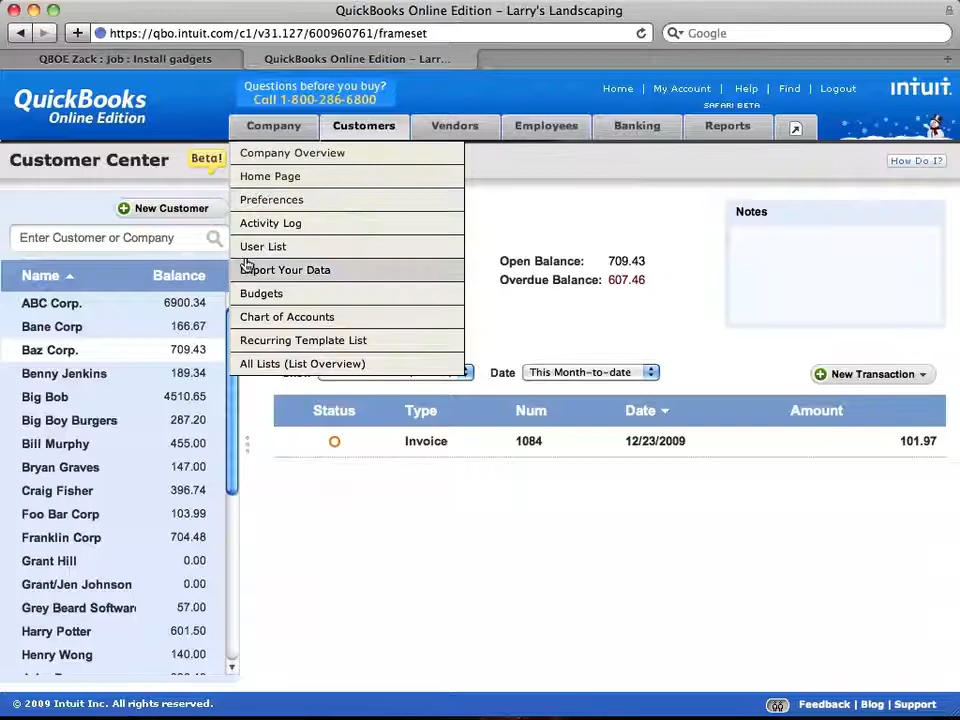 QuickBooks Online Edition – Larry's Landscaping
https://qbo.intuit.com/c1/v31.127/600960761/frameset
Google
QBOE Zack : Job : Install gadgets
QuickBooks Online Edition – Larr...
QuickBooks
Online Edition
Questions before you buy?
Call 1-800-286-6800
Home | My Account | Help | Find | Logout
SAFARI BETA
INTUIT.
Company
Customers
Vendors
Employees
Banking
Reports
Customer Center
Beta!
How Do I?
Company Overview
Home Page
Preferences
Activity Log
User List
Your Data
Budgets
Chart of Accounts
Recurring Template List
All Lists (List Overview)
New Customer
Enter Customer or Company
Name Balance
ABC Corp. 6900.34
Bane Corp 166.67
Baz Corp. 709.43
Benny Jenkins 189.34
Big Bob 4510.65
Big Boy Burgers 287.20
Bill Murphy 455.00
Bryan Graves 147.00
Craig Fisher 396.74
Foo Bar Corp 103.99
Franklin Corp 704.48
Grant Hill 0.00
Grant/Jen Johnson 0.00
Grey Beard Softwar 57.00
Harry Potter 601.50
Henry Wong 140.00
Open Balance: 709.43
Overdue Balance: 607.46
Notes
Date This Month-to-date
New Transaction
Status Type Num Date Amount
Invoice 1084 12/23/2009 101.97
© 2009 Intuit Inc. All rights reserved.
Feedback | Blog | Support